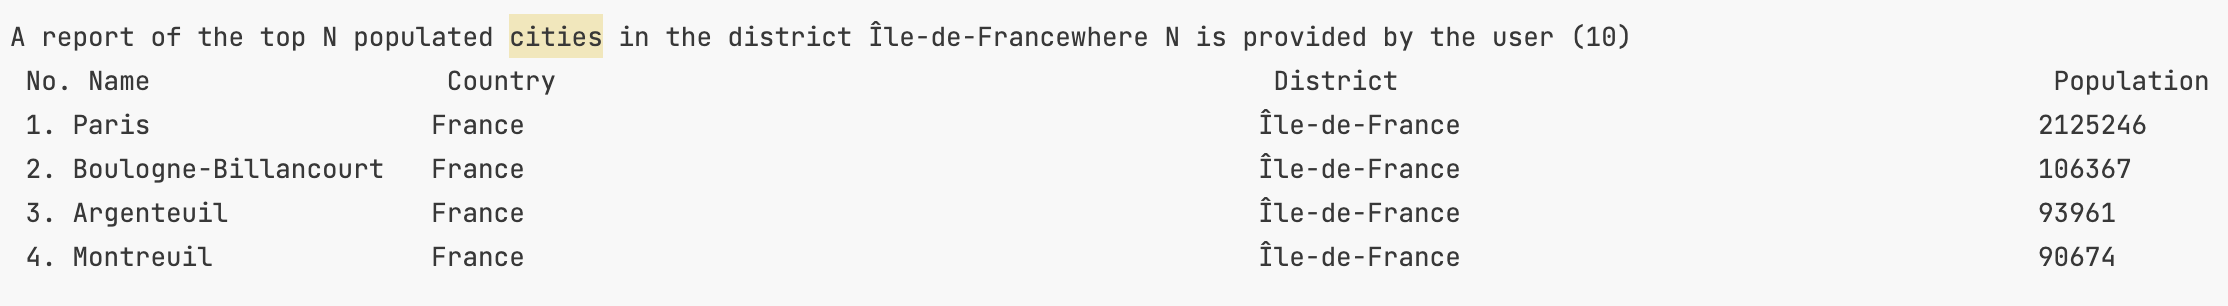 A report of the top N populated cities in the district Île-de-Francewhere N is provided by the user (10)
No. Name Country District Population
1. Paris France Île-de-France 2125246
2. Boulogne-Billancourt France Île-de-France 106367
3. Argenteuil France Île-de-France 93961
4. Montreuil France Île-de-France 90674